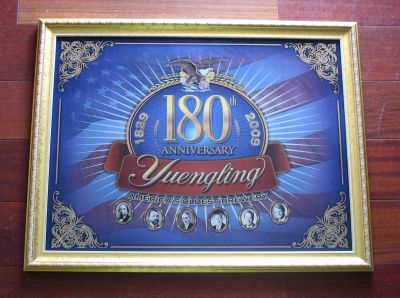 180th
1829 2009
ANNIVERSARY
Yuengling
AMERICA'S OLDEST BREWERY